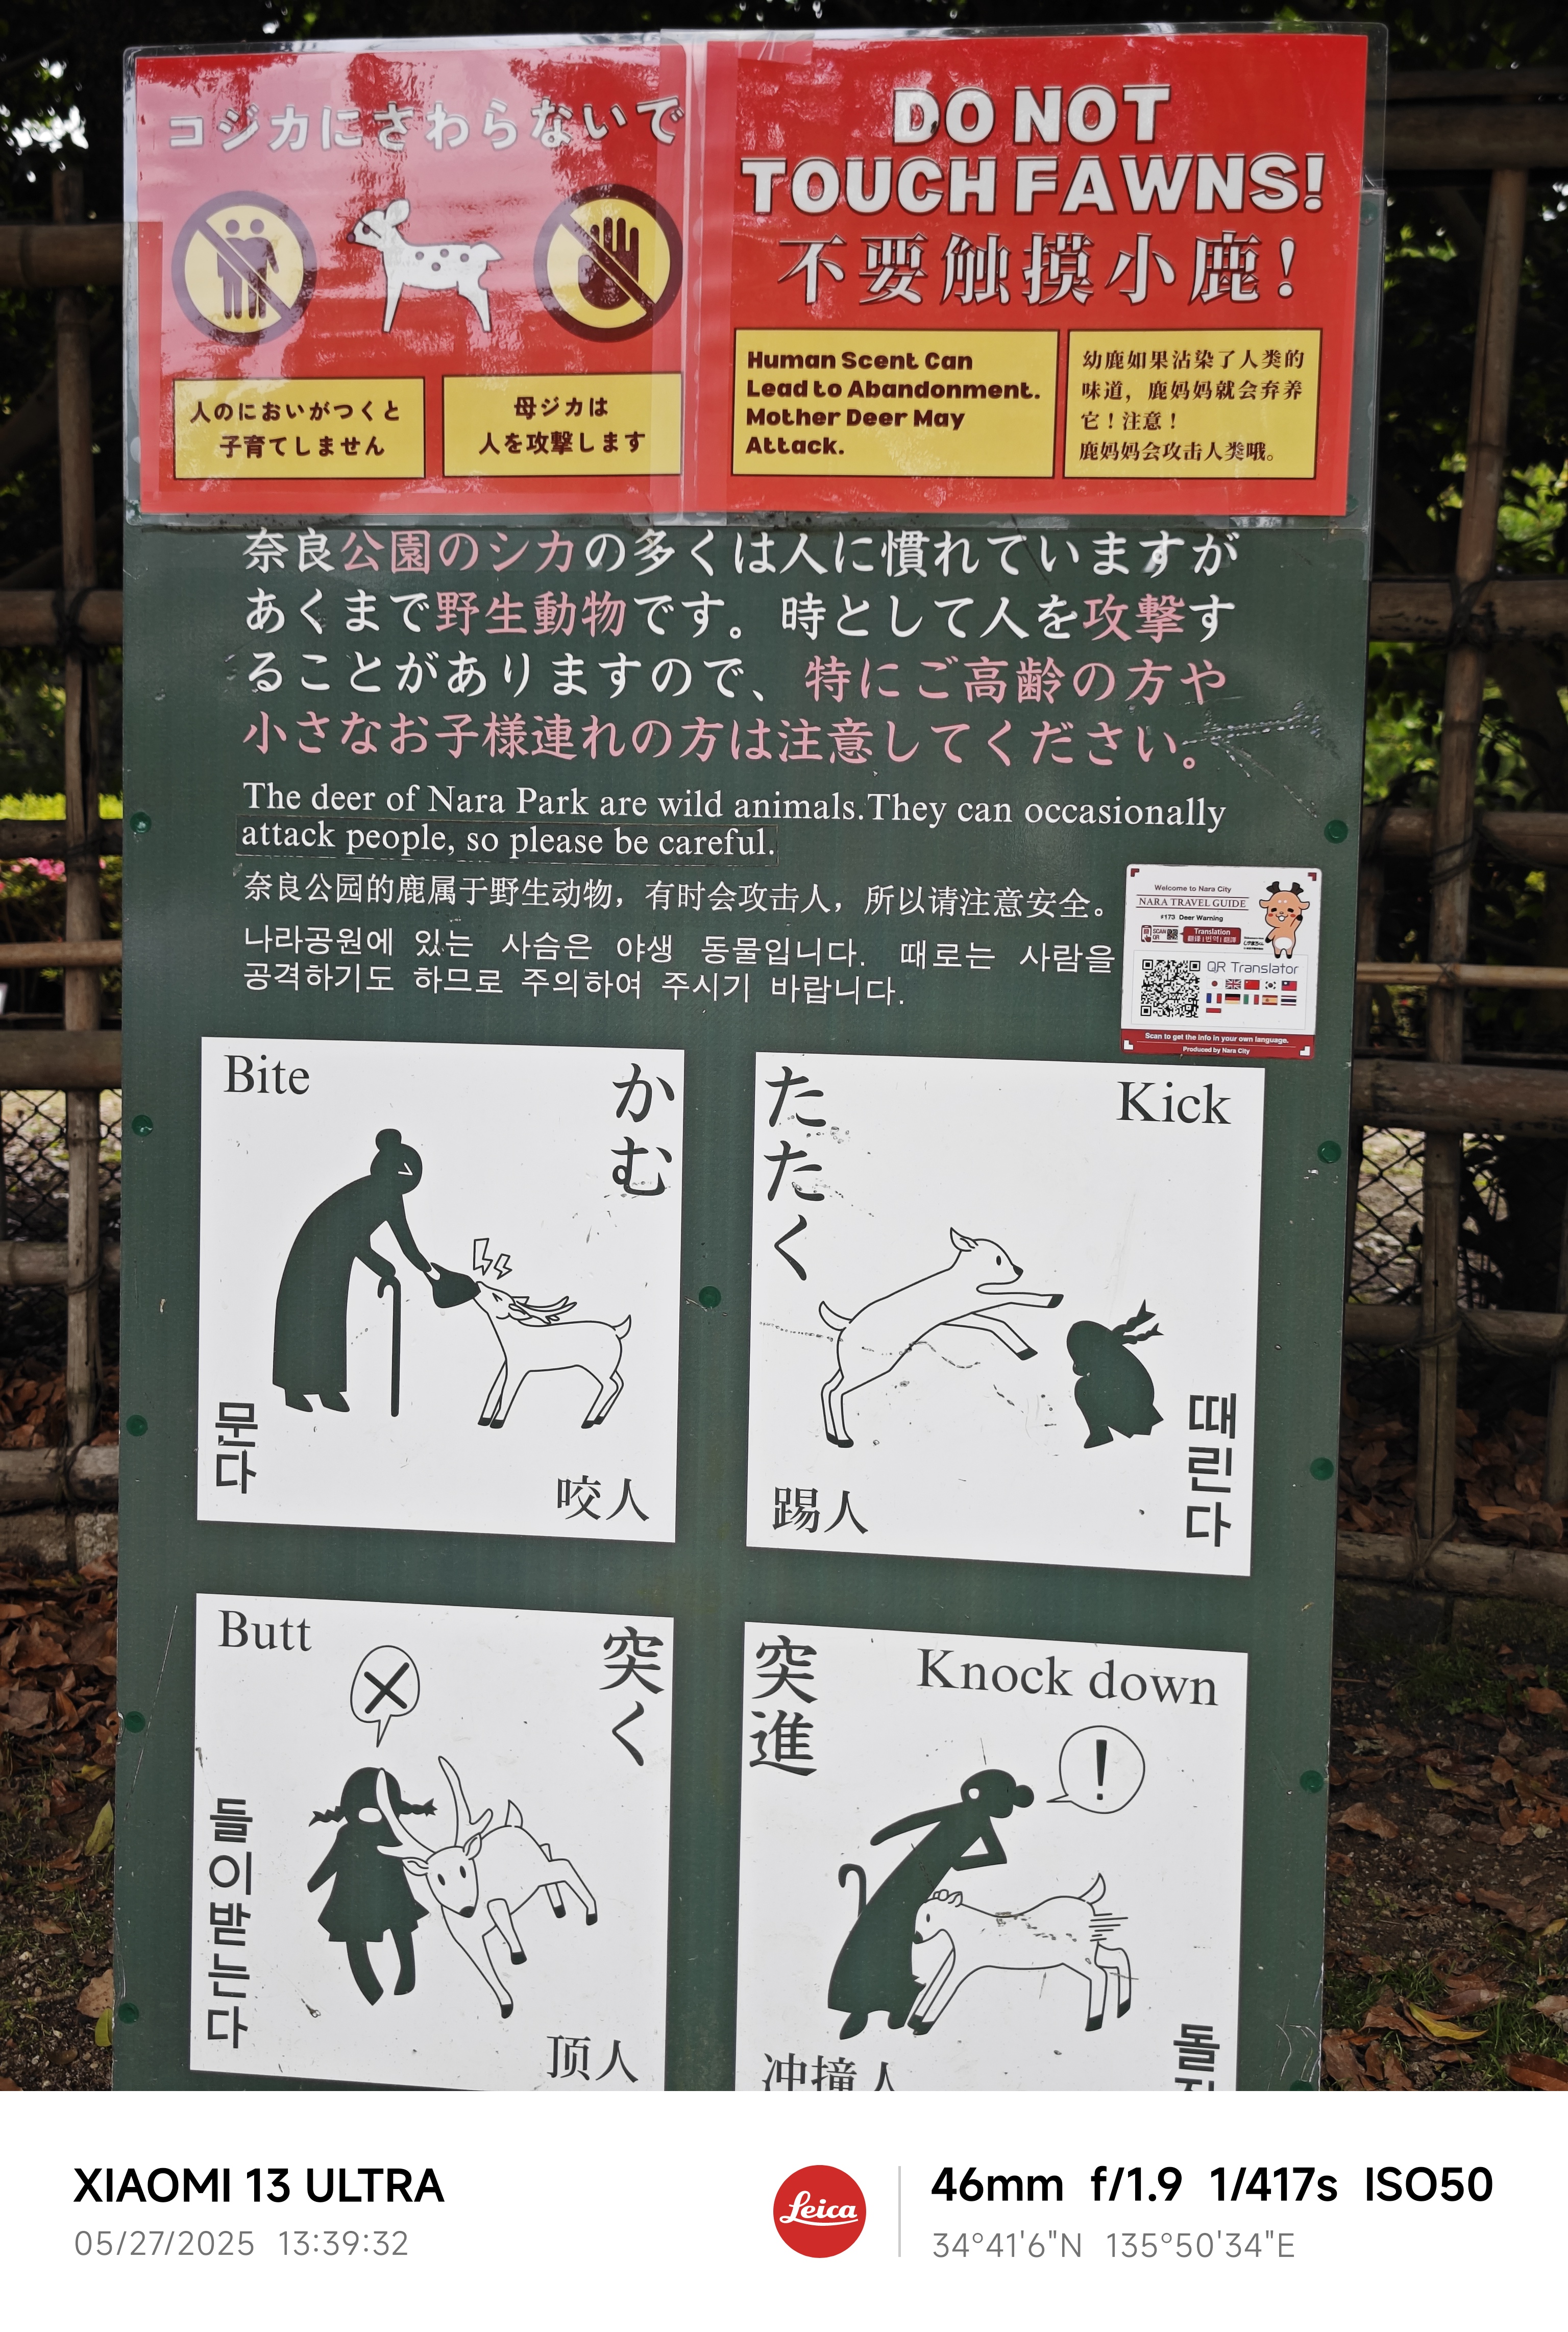 コジカにさわらないで
人のにおいがつくと
子育てしません
母ジカは
人を攻撃します
DO NOT
TOUCH FAWNS!
不要触摸小鹿!
Human Scent Can
Lead to Abandonment.
Mother Deer May
Attack.
幼鹿如果沾染了人类的
味道，鹿妈妈就会弃养
它！注意！
鹿妈妈会攻击人类哦。
奈良公園のシカの多くは人に慣れていますが
あくまで野生動物です。時として人を攻撃す
ることがありますので、特にご高齢の方や
小さなお子様連れの方は注意してください。
The deer of Nara Park are wild animals.They can occasionally
attack people, so please be careful.
奈良公园的鹿属于野生动物，有时会攻击人，所以请注意安全。
나라공원에 있는 사슴은 야생 동물입니다. 때로는 사람을
공격하기도 하므로 주의하여 주시기 바랍니다.
Welcome to Nara City
NARA TRAVEL GUIDE
#173 Deer Warning
SCAN QR
Translation
翻译|번역|翻譯
QR Translator
Scan to get the info in your own language.
Produced by Nara City
Bite
かむ
문다
咬人
たたく
Kick
踢人
때린다
Butt
突く
들이받는다
顶人
突進
Knock down
冲撞人
돌
XIAOMI 13 ULTRA
05/27/2025 13:39:32
Leica
46mm f/1.9 1/417s ISO50
34°41'6"N 135°50'34"E